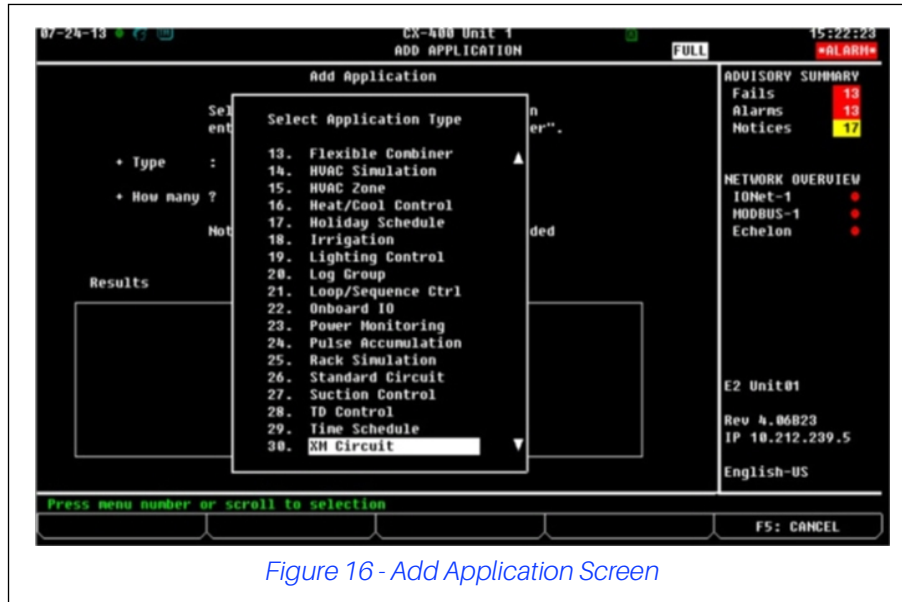 07-24-13 CX-400 Unit 1 15:22:23
ADD APPLICATION FULL *ALARM*
Add Application
Sel n
ent er".
+ Type :
+ How many ?
Not ded
Results
Select Application Type
13. Flexible Combiner
14. HVAC Simulation
15. HVAC Zone
16. Heat/Cool Control
17. Holiday Schedule
18. Irrigation
19. Lighting Control
20. Log Group
21. Loop/Sequence Ctrl
22. Onboard IO
23. Power Monitoring
24. Pulse Accumulation
25. Rack Simulation
26. Standard Circuit
27. Suction Control
28. TD Control
29. Time Schedule
30. XM Circuit
ADVISORY SUMMARY
Fails 13
Alarms 13
Notices 17
NETWORK OVERVIEW
IONet-1
MODBUS-1
Echelon
E2 Unit01
Rev 4.06B23
IP 10.212.239.5
English-US
Press menu number or scroll to selection
F5: CANCEL
Figure 16 - Add Application Screen